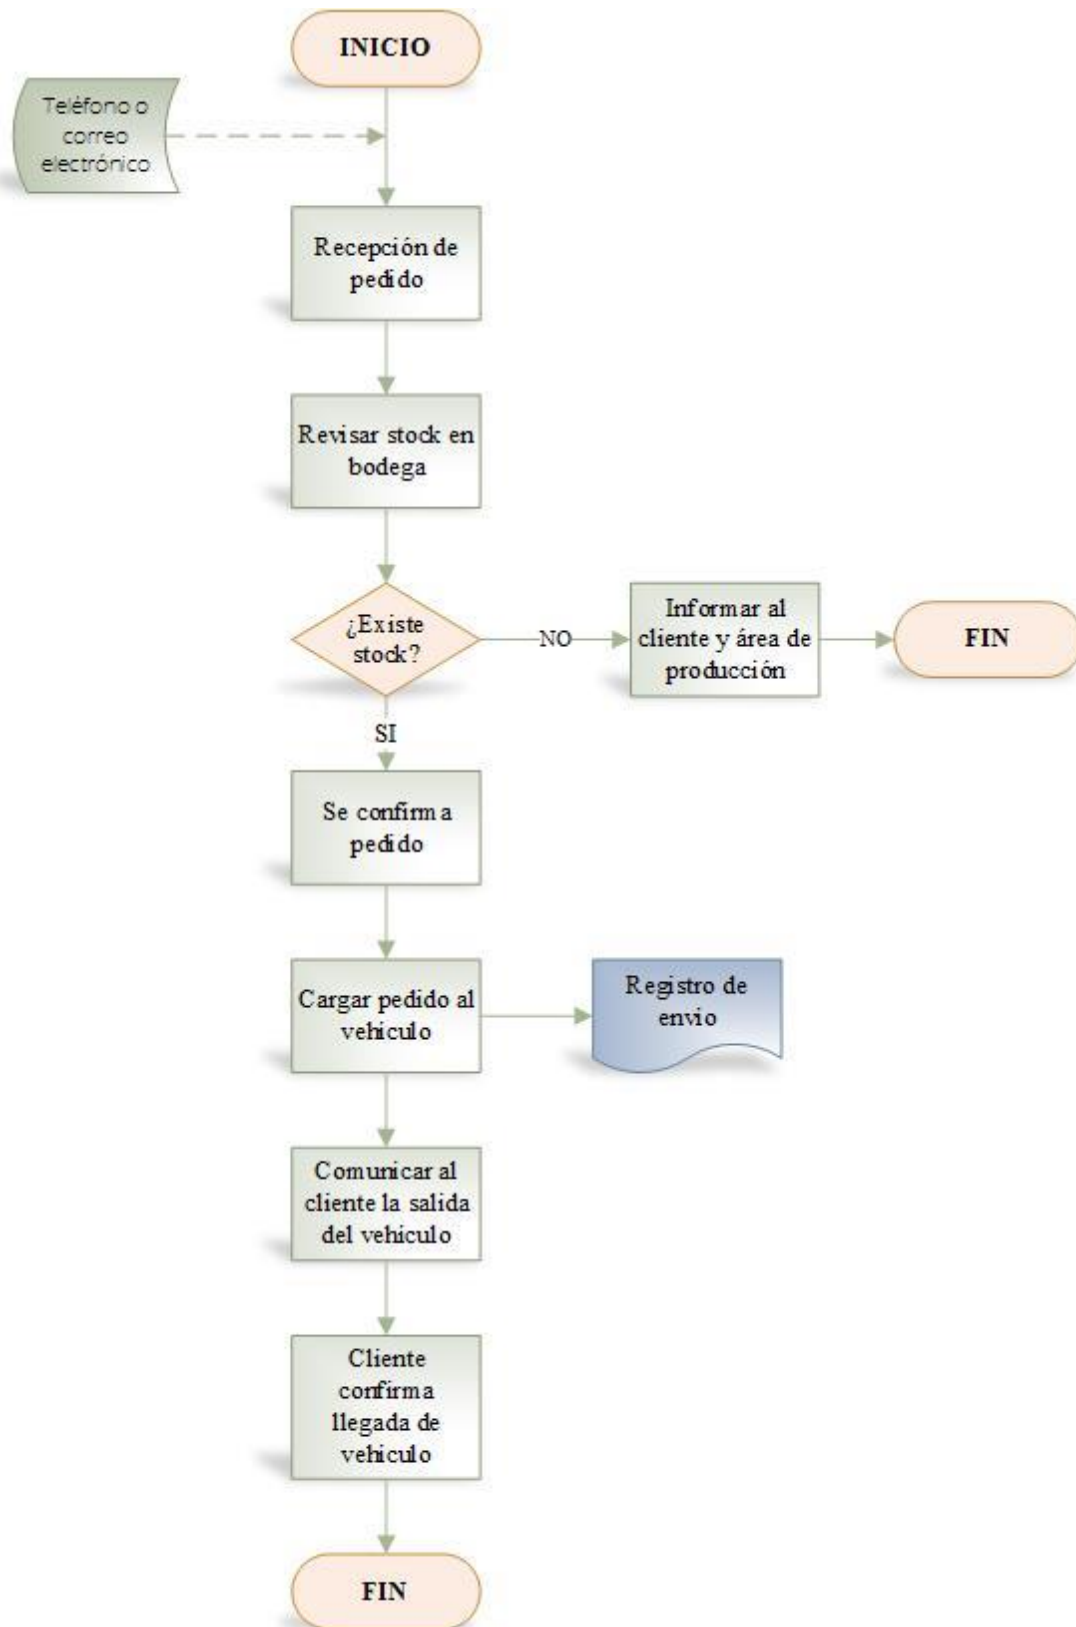 INICIO
Teléfono o
correo
electrónico
Recepción de
pedido
Revisar stock en
bodega
¿Existe
stock?
NO
Informar al
cliente y área de
producción
FIN
SI
Se confirma
pedido
Cargar pedido al
vehiculo
Registro de
envio
Comunicar al
cliente la salida
del vehiculo
Cliente
confirma
llegada de
vehiculo
FIN